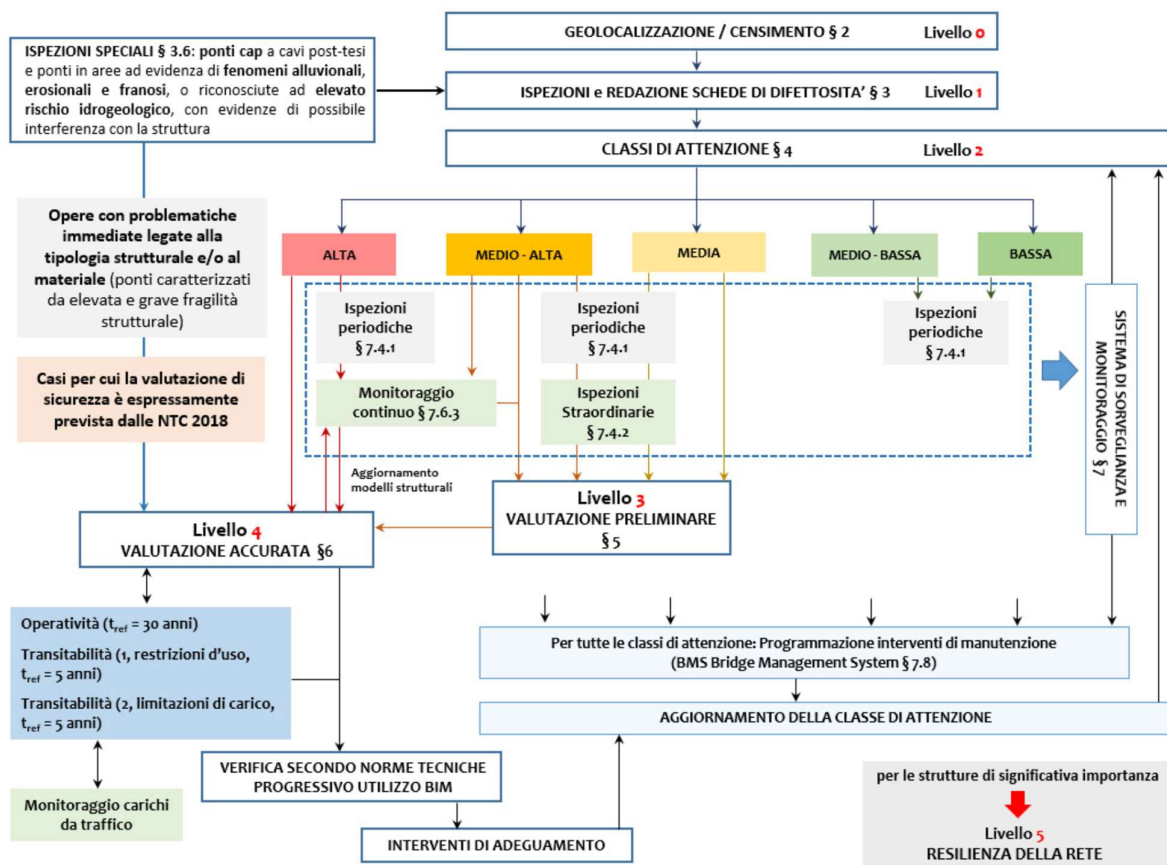 GEOLOCALIZZAZIONE / CENSIMENTO § 2 Livello 0
ISPEZIONI SPECIALI § 3.6: ponti cap a cavi post-tesi
e ponti in aree ad evidenza di fenomeni alluvionali,
erosionali e franosi, o riconosciute ad elevato
rischio idrogeologico, con evidenze di possibile
interferenza con la struttura
ISPEZIONI e REDAZIONE SCHEDE DI DIFETTOSITA’ § 3 Livello 1
CLASSI DI ATTENZIONE § 4 Livello 2
Opere con problematiche
immediate legate alla
tipologia strutturale e/o al
materiale (ponti caratterizzati
da elevata e grave fragilità
strutturale)
Casi per cui la valutazione di
sicurezza è espressamente
prevista dalle NTC 2018
ALTA
MEDIO - ALTA
MEDIA
MEDIO - BASSA
BASSA
Ispezioni
periodiche
§ 7.4.1
Monitoraggio
continuo § 7.6.3
Ispezioni
periodiche
§ 7.4.1
Ispezioni
Straordinarie
§ 7.4.2
Ispezioni
periodiche
§ 7.4.1
SISTEMA DI SORVEGLIANZA E
MONITORAGGIO §7
Aggiornamento
modelli strutturali
Livello 3
VALUTAZIONE PRELIMINARE
§ 5
Livello 4
VALUTAZIONE ACCURATA §6
Operatività (tref = 30 anni)
Transitabilità (1, restrizioni d’uso,
tref = 5 anni)
Transitabilità (2, limitazioni di carico,
tref = 5 anni)
Monitoraggio carichi
da traffico
Per tutte le classi di attenzione: Programmazione interventi di manutenzione
(BMS Bridge Management System § 7.8)
AGGIORNAMENTO DELLA CLASSE DI ATTENZIONE
VERIFICA SECONDO NORME TECNICHE
PROGRESSIVO UTILIZZO BIM
INTERVENTI DI ADEGUAMENTO
per le strutture di significativa importanza
Livello 5
RESILIENZA DELLA RETE